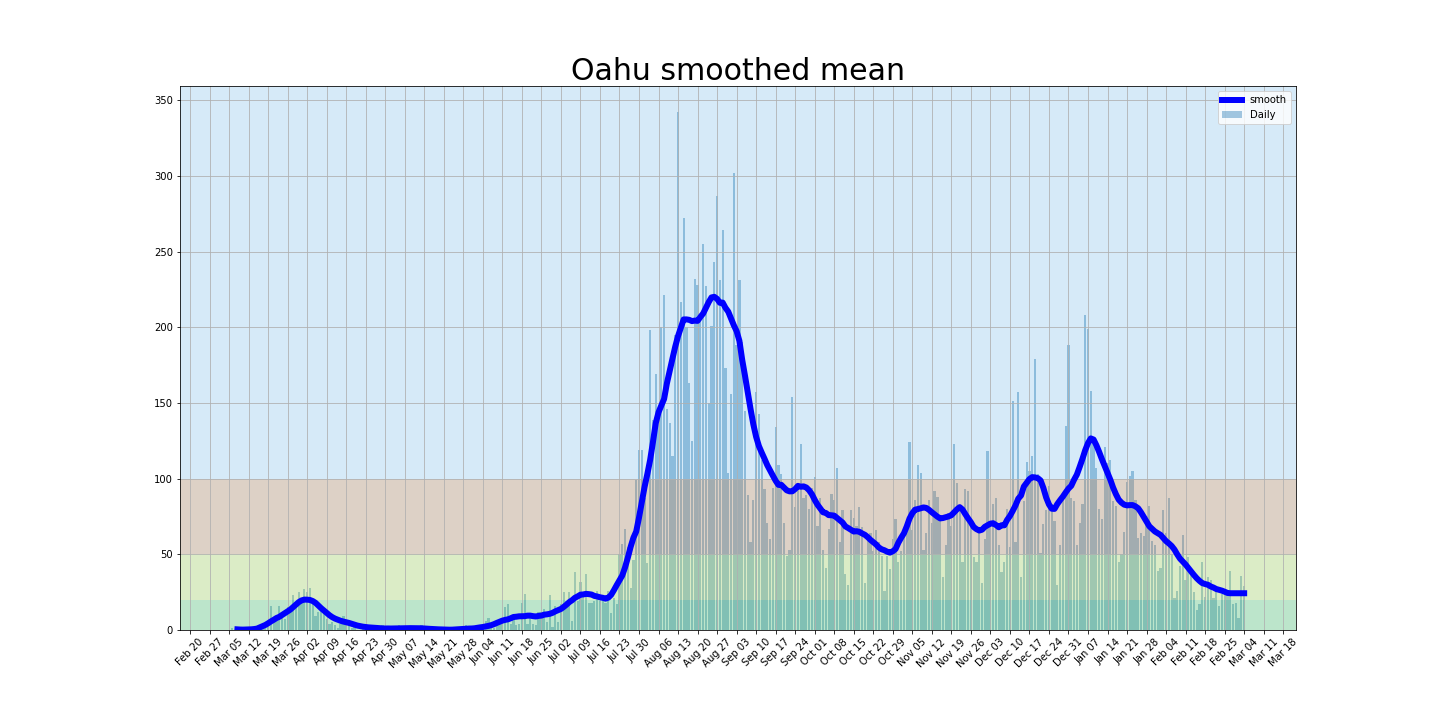 Oahu smoothed mean
smooth
Daily
350
300
250
200
150
100
50
0
Feb 20
Feb 27
Mar 05
Mar 12
Mar 19
Mar 26
Apr 02
Apr 09
Apr 16
Apr 23
Apr 30
May 07
May 14
May 21
May 28
Jun 04
Jun 11
Jun 18
Jun 25
Jul 02
Jul 09
Jul 16
Jul 23
Jul 30
Aug 06
Aug 13
Aug 20
Aug 27
Sep 03
Sep 10
Sep 17
Sep 24
Oct 01
Oct 08
Oct 15
Oct 22
Oct 29
Nov 05
Nov 12
Nov 19
Nov 26
Dec 03
Dec 10
Dec 17
Dec 24
Dec 31
Jan 07
Jan 14
Jan 21
Jan 28
Feb 04
Feb 11
Feb 18
Feb 25
Mar 04
Mar 11
Mar 18